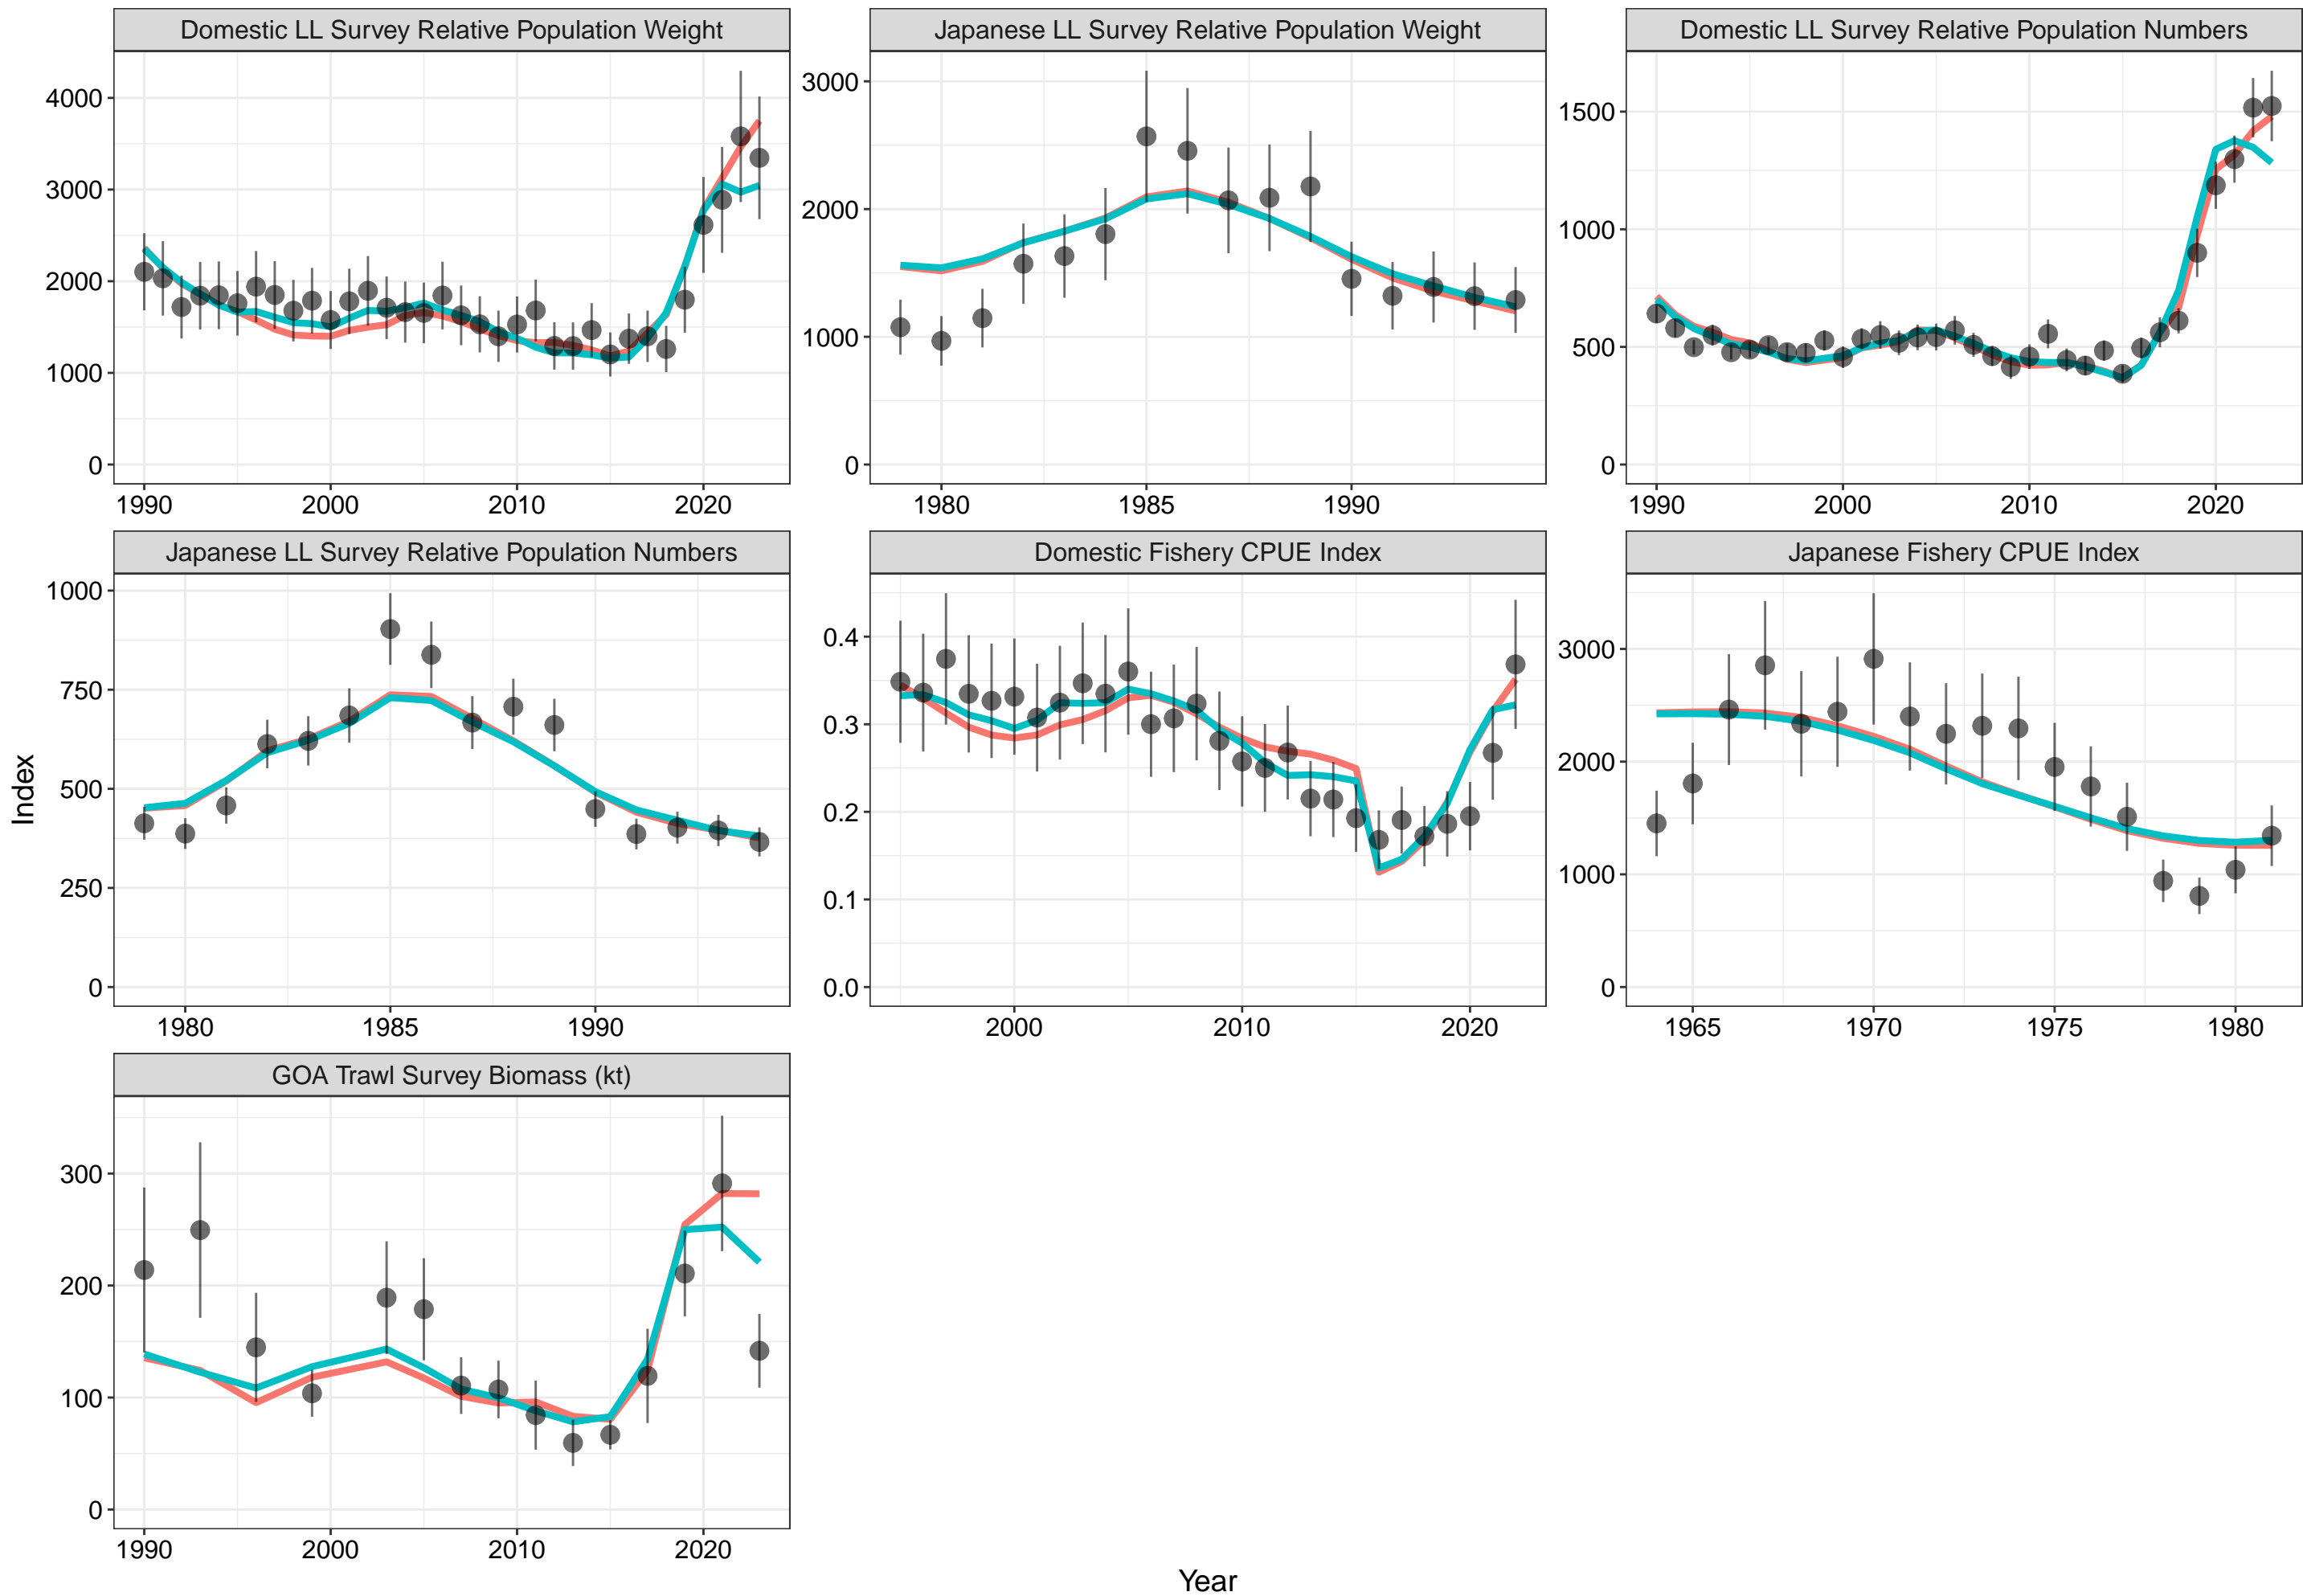 Domestic LL Survey Relative Population Weight
Japanese LL Survey Relative Population Weight
Domestic LL Survey Relative Population Numbers
4000
3000
2000
1000
0
3000
2000
1000
0
1500
1000
500
0
1990 2000 2010 2020
1980 1985 1990
1990 2000 2010 2020
Japanese LL Survey Relative Population Numbers
Domestic Fishery CPUE Index
Japanese Fishery CPUE Index
1000
750
500
250
0
0.4
0.3
0.2
0.1
0.0
3000
2000
1000
0
1980 1985 1990
2000 2010 2020
1965 1970 1975 1980
Index
GOA Trawl Survey Biomass (kt)
300
200
100
0
1990 2000 2010 2020
Year